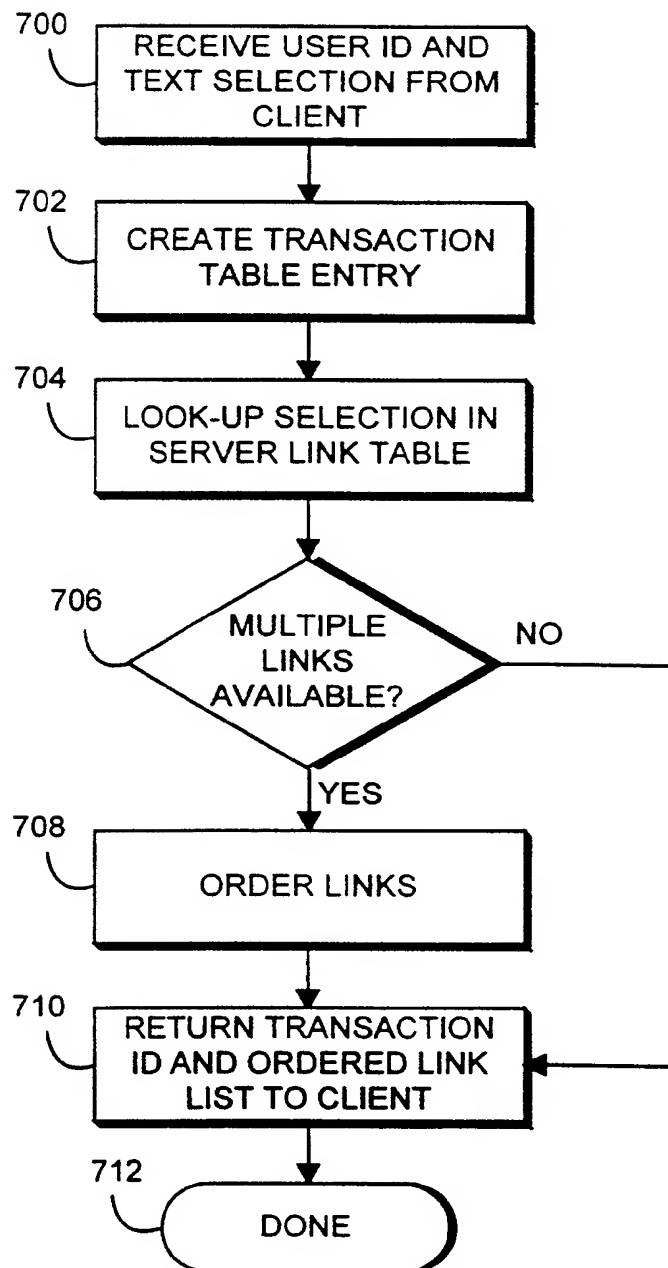 700
RECEIVE USER ID AND
TEXT SELECTION FROM
CLIENT
702
CREATE TRANSACTION
TABLE ENTRY
704
LOOK-UP SELECTION IN
SERVER LINK TABLE
706
MULTIPLE
LINKS
AVAILABLE?
NO
YES
708
ORDER LINKS
710
RETURN TRANSACTION
ID AND ORDERED LINK
LIST TO CLIENT
712
DONE